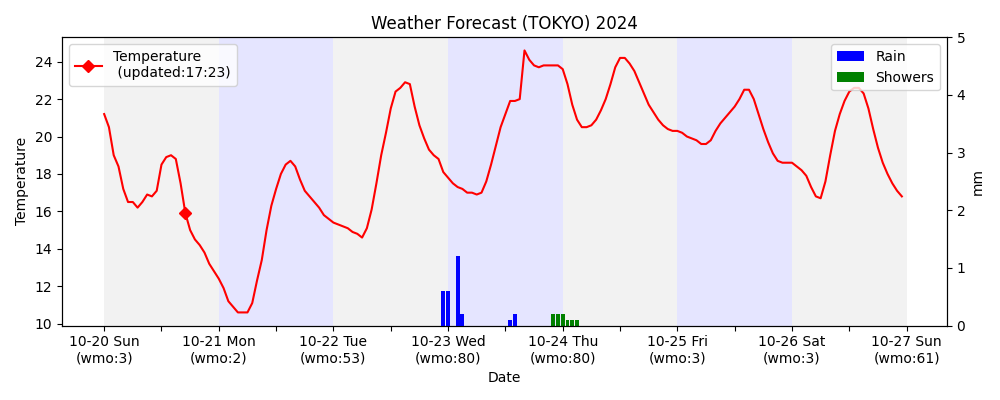 Weather Forecast (TOKYO) 2024
Temperature
(updated:17:23)
Rain
Showers
Temperature
24
22
20
18
16
14
12
10
5
4
3
2
1
0
mm
10-20 Sun
(wmo:3)
10-21 Mon
(wmo:2)
10-22 Tue
(wmo:53)
10-23 Wed
(wmo:80)
10-24 Thu
(wmo:80)
10-25 Fri
(wmo:3)
10-26 Sat
(wmo:3)
10-27 Sun
(wmo:61)
Date